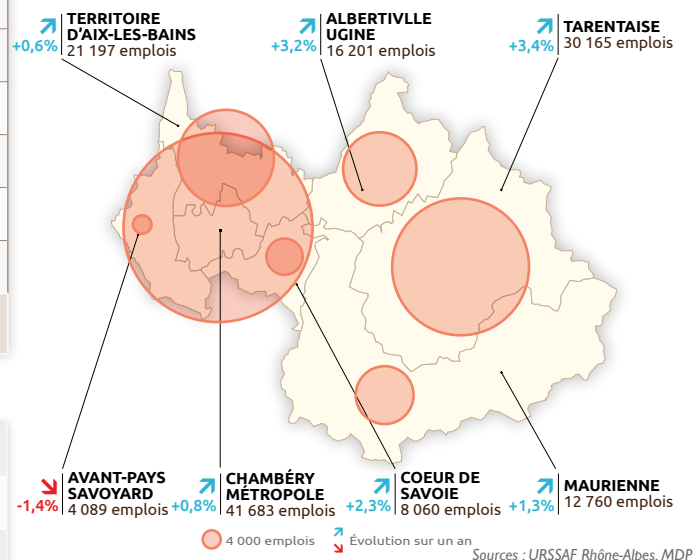 TERRITOIRE
D'AIX-LES-BAINS
+0,6% 21 197 emplois
ALBERTIVLLE
UGINE
+3,2% 16 201 emplois
TARENTAISE
+3,4% 30 165 emplois
AVANT-PAYS
SAVOYARD
-1,4% 4 089 emplois
CHAMBÉRY
MÉTROPOLE
+0,8% 41 683 emplois
COEUR DE
SAVOIE
+2,3% 8 060 emplois
MAURIENNE
+1,3% 12 760 emplois
4 000 emplois
Évolution sur un an
Sources : URSSAF Rhône-Alpes, MDP